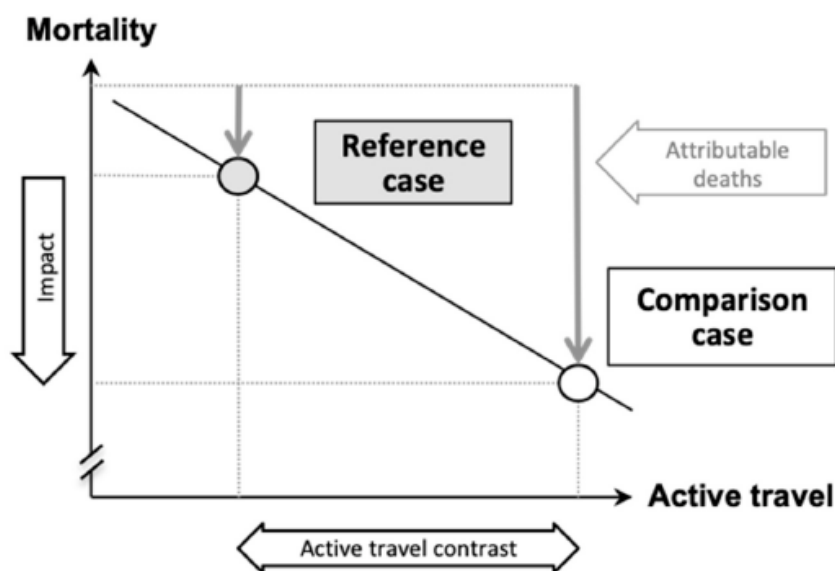 Mortality
Reference
case
Attributable
deaths
Impact
Comparison
case
Active travel
Active travel contrast